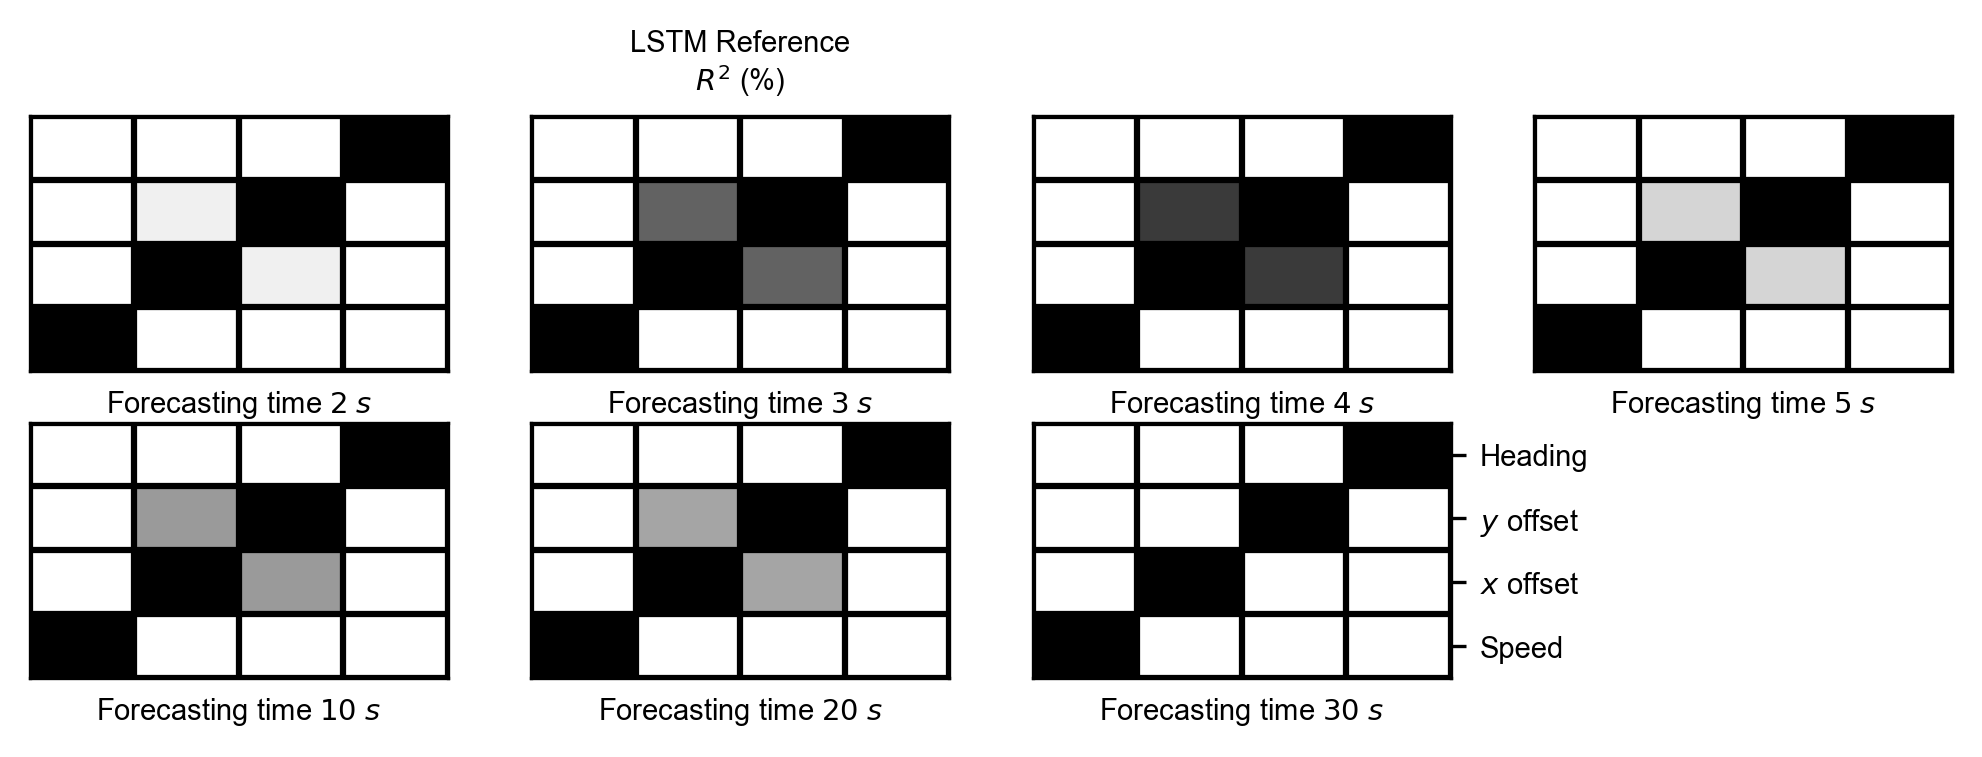 LSTM Reference
R² (%)
Forecasting time 2 s
Forecasting time 3 s
Forecasting time 4 s
Forecasting time 5 s
Heading
y offset
x offset
Speed
Forecasting time 10 s
Forecasting time 20 s
Forecasting time 30 s